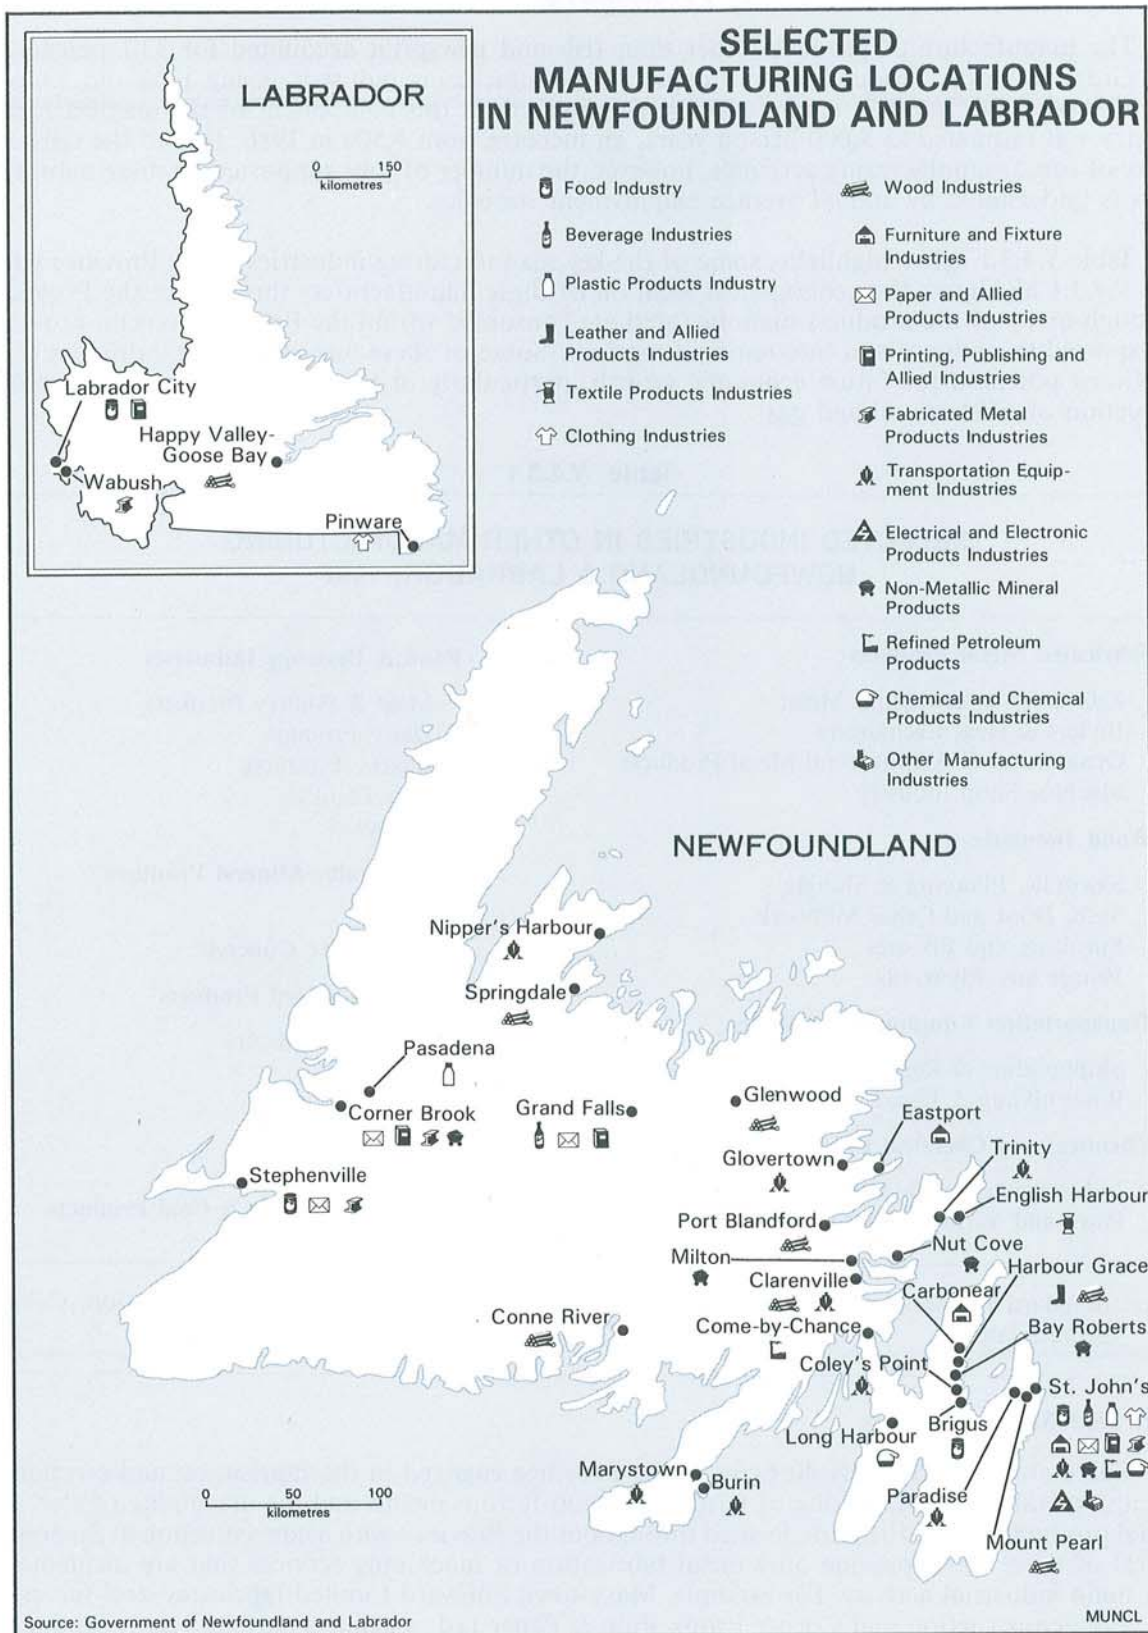 SELECTED
MANUFACTURING LOCATIONS
IN NEWFOUNDLAND AND LABRADOR
LABRADOR
0 150
kilometres
Labrador City
Happy Valley-
Goose Bay
Wabush
Pinware
Food Industry
Beverage Industries
Plastic Products Industry
Leather and Allied
Products Industries
Textile Products Industries
Clothing Industries
Wood Industries
Furniture and Fixture
Industries
Paper and Allied
Products Industries
Printing, Publishing and
Allied Industries
Fabricated Metal
Products Industries
Transportation Equip-
ment Industries
Electrical and Electronic
Products Industries
Non-Metallic Mineral
Products
Refined Petroleum
Products
Chemical and Chemical
Products Industries
Other Manufacturing
Industries
NEWFOUNDLAND
Nipper's Harbour
Springdale
Pasadena
Corner Brook
Grand Falls
Glenwood
Eastport
Stephenville
Glovertown
Trinity
English Harbour
Port Blandford
Nut Cove
Milton
Harbour Grace
Clarenville
Carbonear
Conne River
Come-by-Chance
Bay Roberts
Coley's Point
St. John's
Brigus
Long Harbour
Marystown
Burin
Paradise
Mount Pearl
0 50 100
kilometres
Source: Government of Newfoundland and Labrador
MUNCL